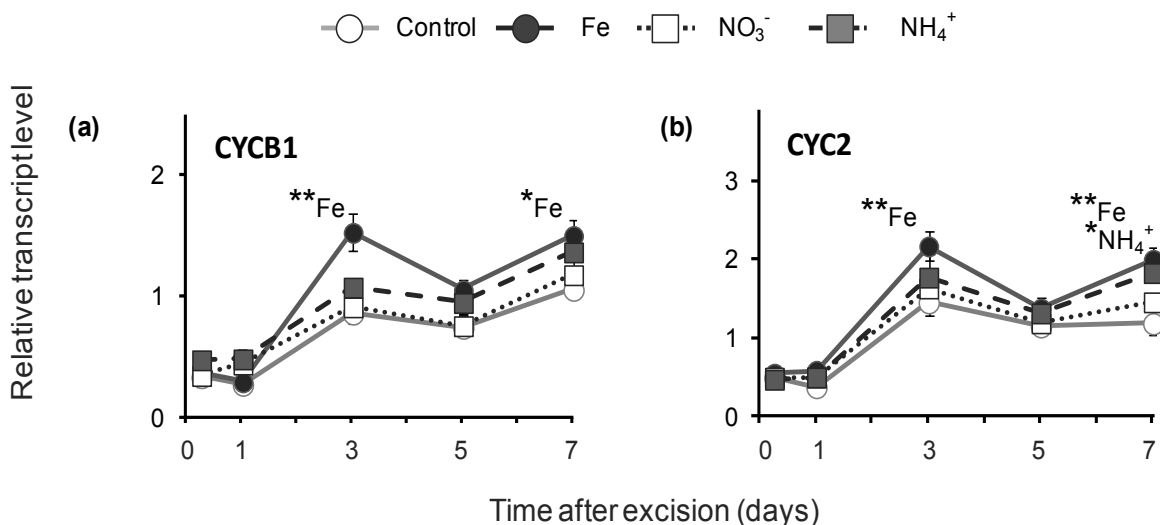 Control Fe NO₃⁻ NH₄⁺
(a)
CYCB1
**Fe
*Fe
2
1
0
0 1 3 5 7
(b)
CYC2
**Fe
**Fe
*NH₄⁺
3
2
1
0
0 1 3 5 7
Relative transcript level
Time after excision (days)